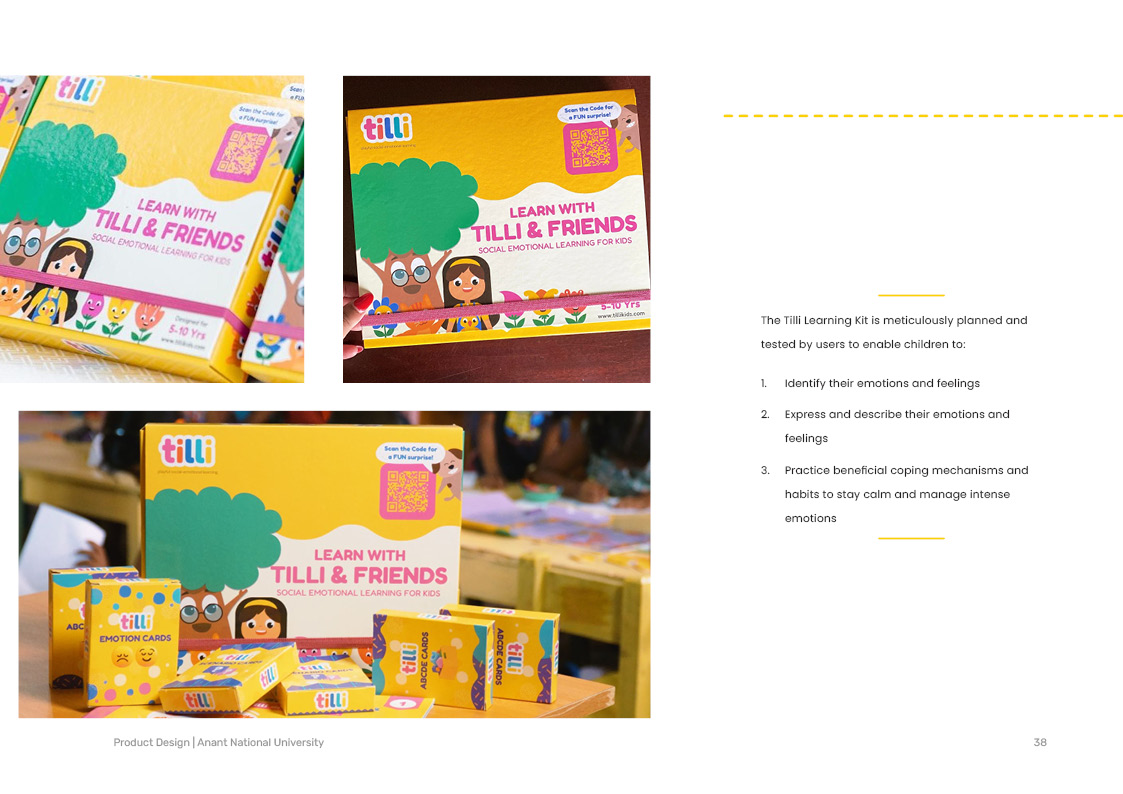 tilli
Scan the Code for
a FUN surprise!
LEARN WITH
TILLI & FRIENDS
SOCIAL EMOTIONAL LEARNING FOR KIDS
Designed for
5-10 Yrs
www.tillikids.com
tilli
Scan the Code for
a FUN surprise!
LEARN WITH
TILLI & FRIENDS
SOCIAL EMOTIONAL LEARNING FOR KIDS
5-10 Yrs
www.tillikids.com
tilli
Scan the Code for
a FUN surprise!
LEARN WITH
TILLI & FRIENDS
SOCIAL EMOTIONAL LEARNING FOR KIDS
ABC
tilli
EMOTION CARDS
tilli
tilli
tilli
tilli
ABCDE CARDS
ABCDE CARDS
tilli
The Tilli Learning Kit is meticulously planned and
tested by users to enable children to:
1. Identify their emotions and feelings
2. Express and describe their emotions and
feelings
3. Practice beneficial coping mechanisms and
habits to stay calm and manage intense
emotions
Product Design | Anant National University
38